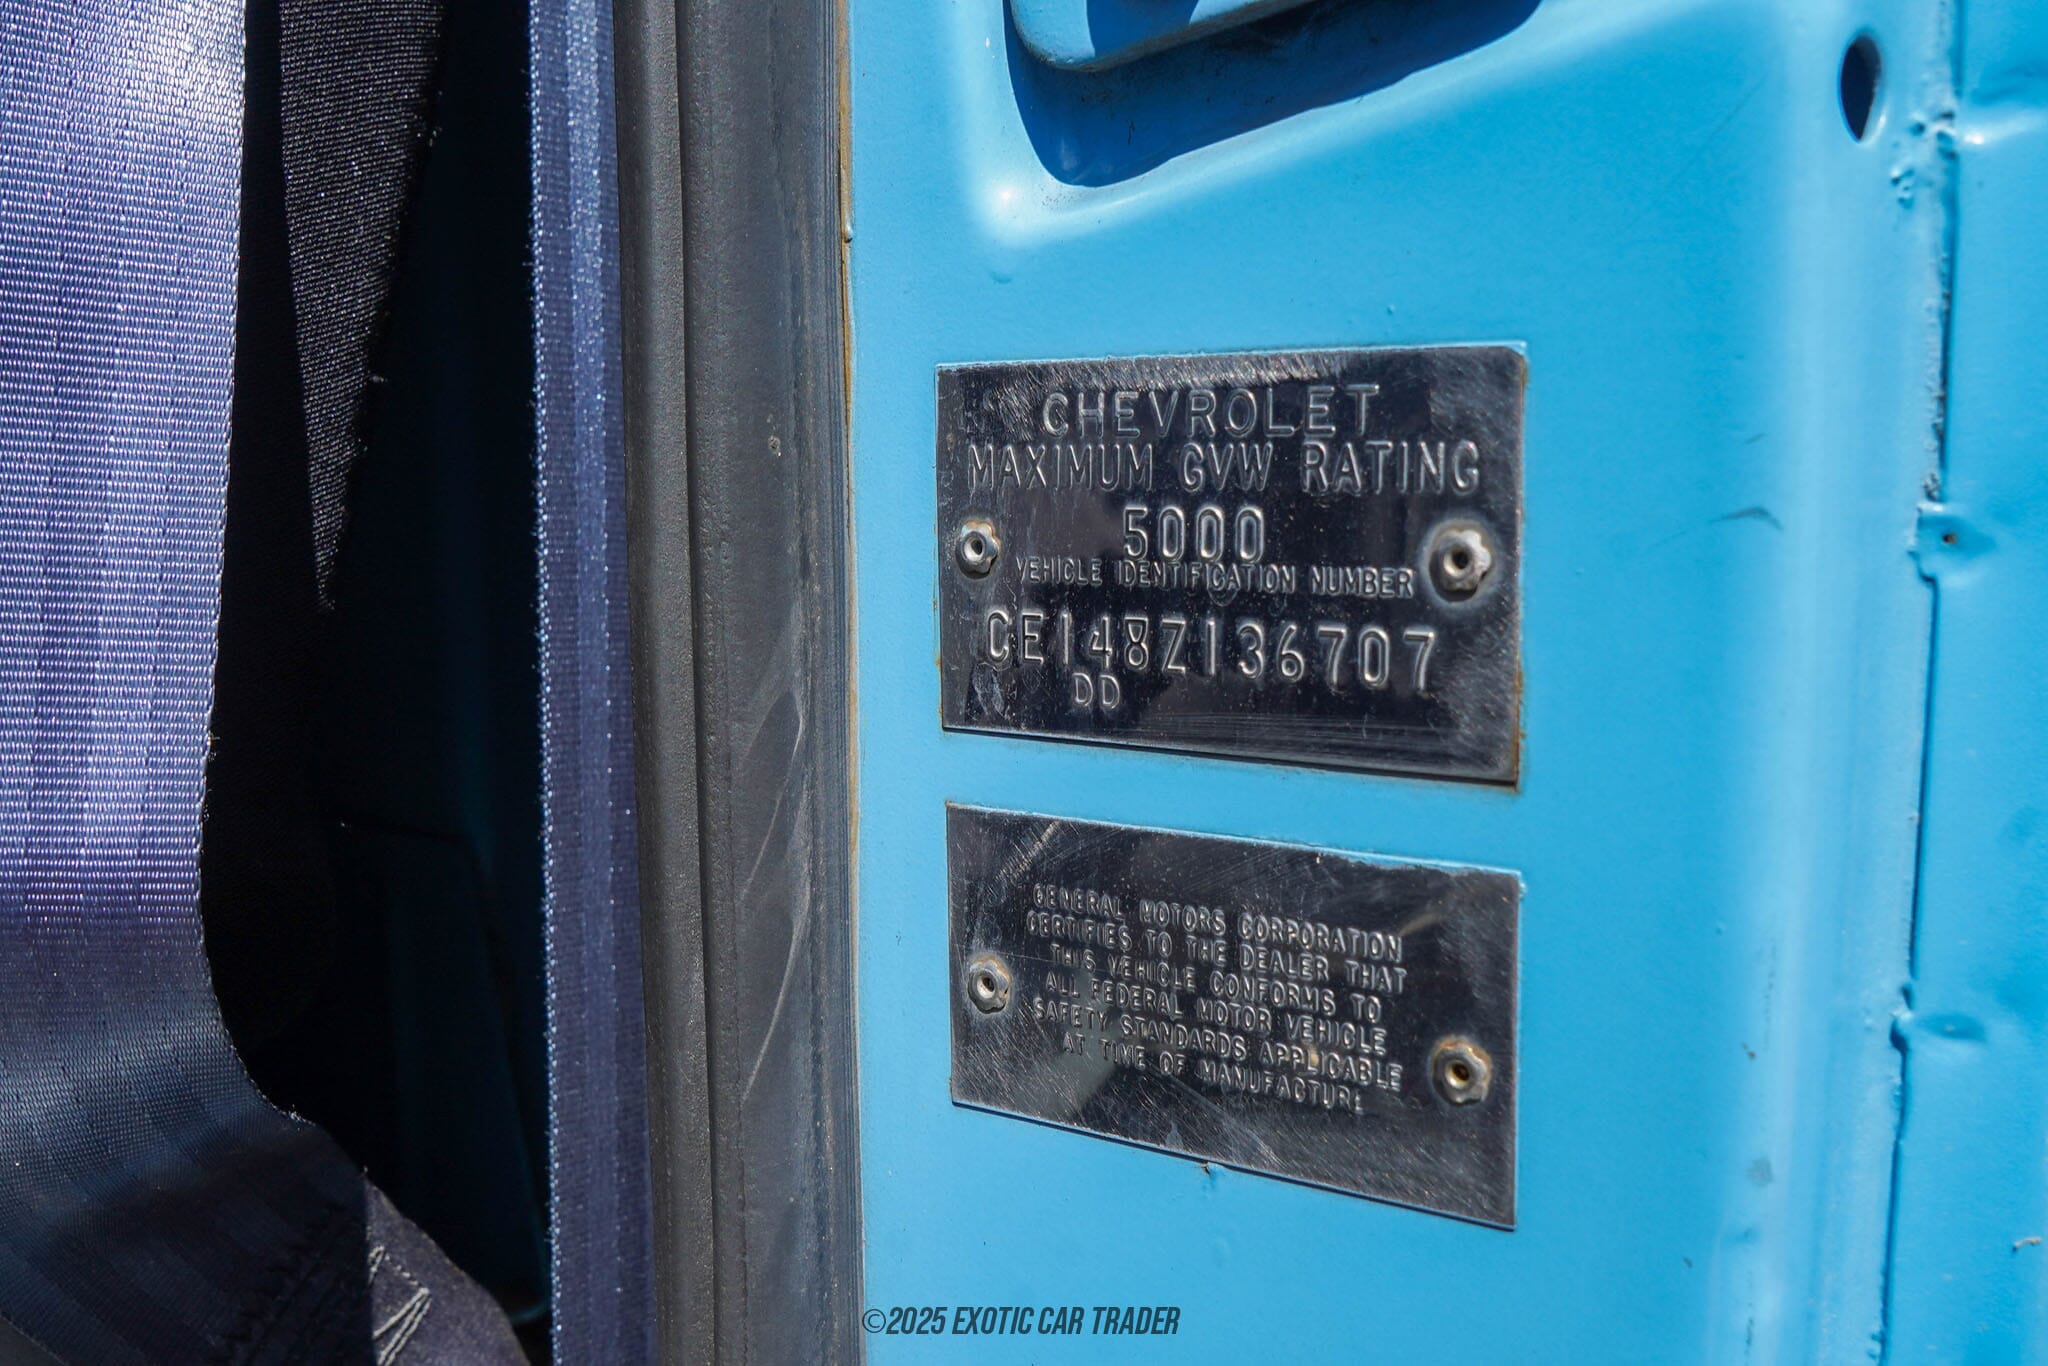 CHEVROLET
MAXIMUM GVW RATING
5000
VEHICLE IDENTIFICATION NUMBER
CE148Z136707
DD
GENERAL MOTORS CORPORATION
CERTIFIES TO THE DEALER THAT
THIS VEHICLE CONFORMS TO
ALL FEDERAL MOTOR VEHICLE
SAFETY STANDARDS APPLICABLE
AT TIME OF MANUFACTURE
©2025 EXOTIC CAR TRADER